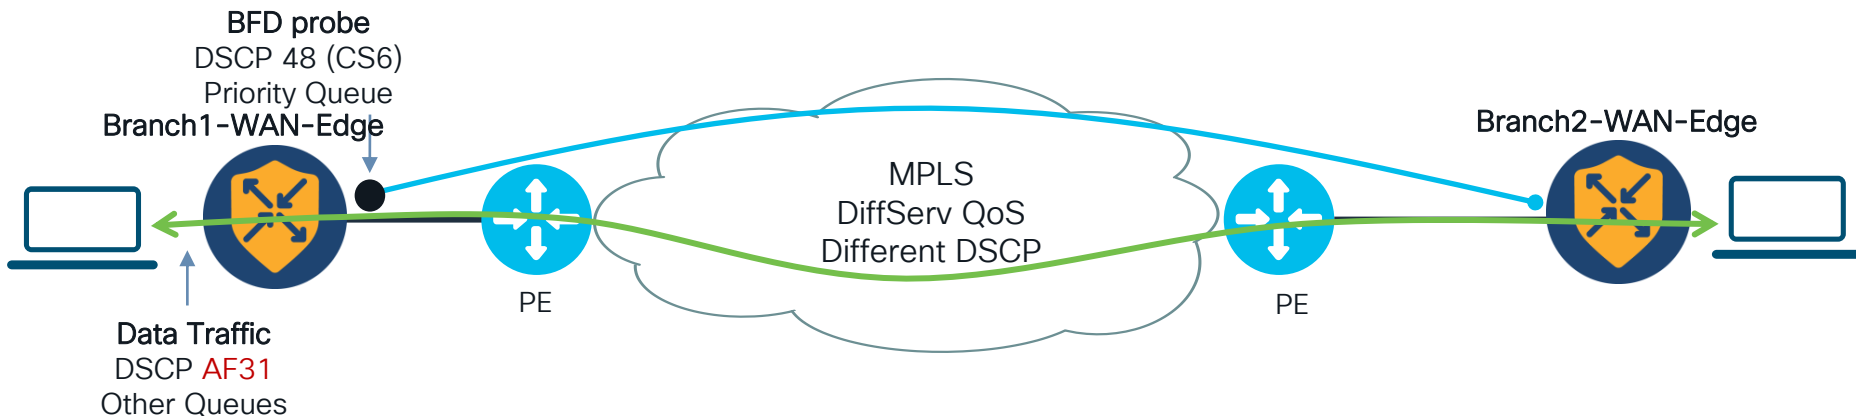 BFD probe
DSCP 48 (CS6)
Priority Queue
Branch1-WAN-Edge
Branch2-WAN-Edge
MPLS
DiffServ QoS
Different DSCP
PE
PE
Data Traffic
DSCP AF31
Other Queues